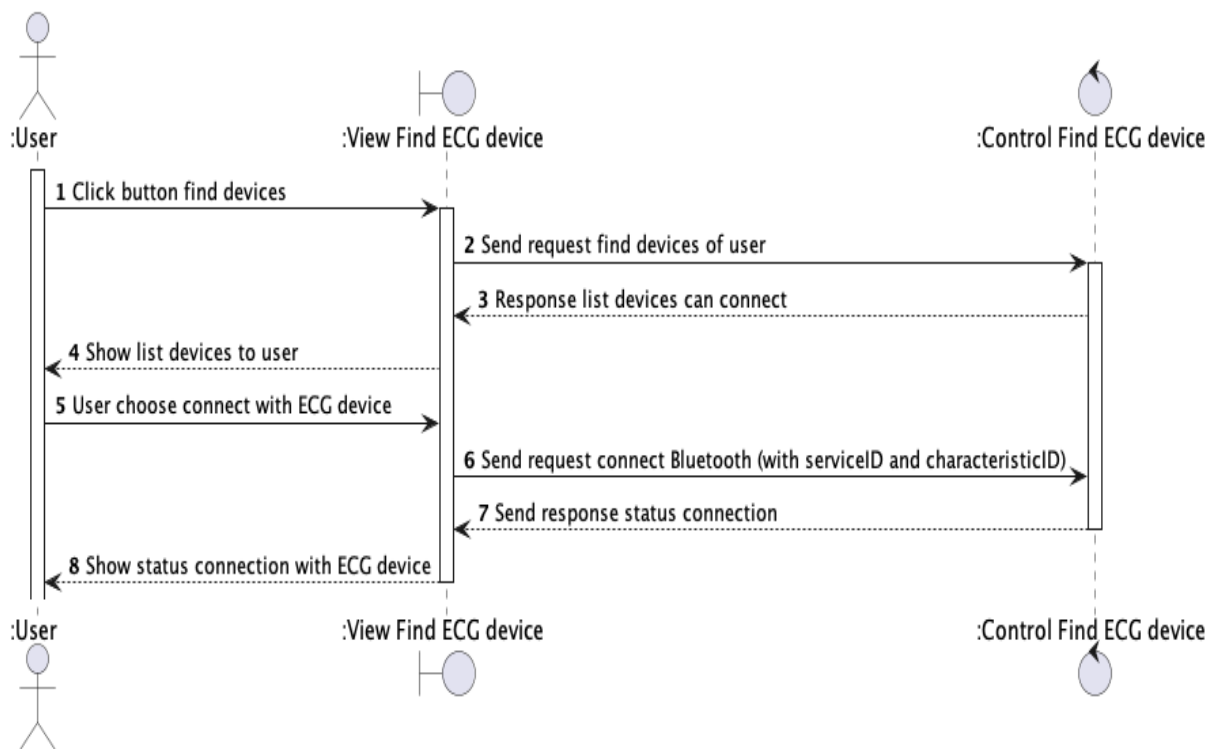 :User
:View Find ECG device
:Control Find ECG device
1 Click button find devices
2 Send request find devices of user
3 Response list devices can connect
4 Show list devices to user
5 User choose connect with ECG device
6 Send request connect Bluetooth (with serviceID and characteristicID)
7 Send response status connection
8 Show status connection with ECG device
:User
:View Find ECG device
:Control Find ECG device